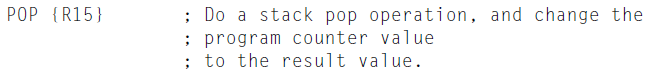 POP {R15}          ; Do a stack pop operation, and change the
                   ; program counter value
                   ; to the result value.